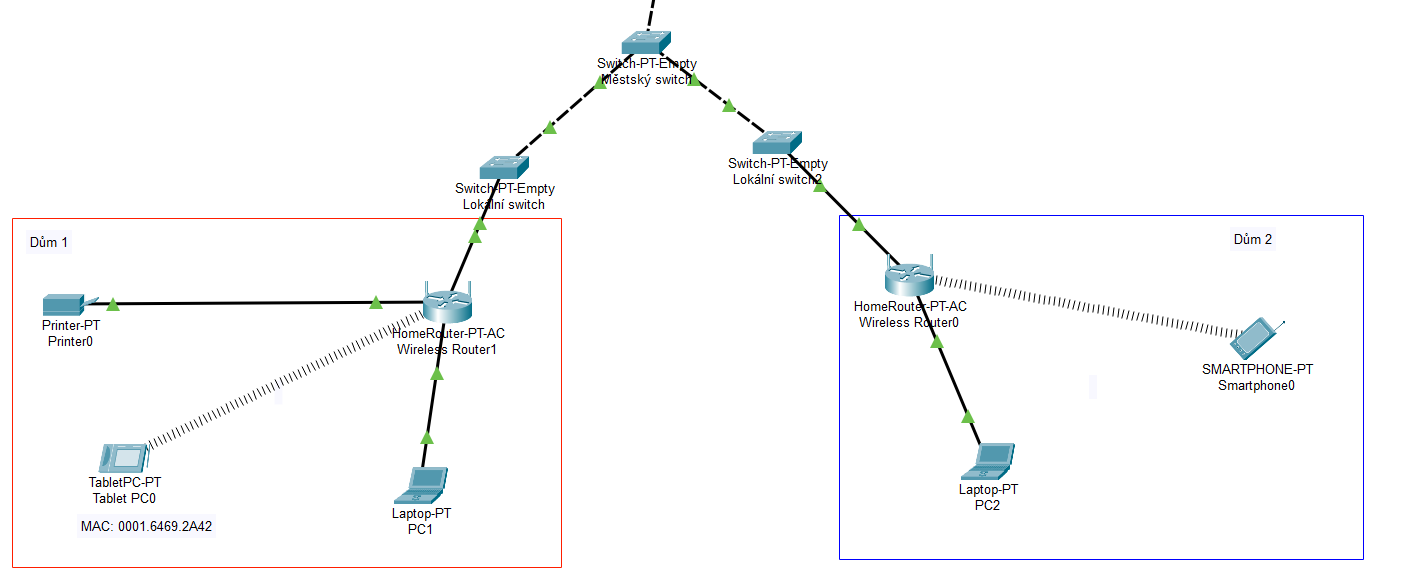 Switch-PT-Empty
Městský switch
Switch-PT-Empty
Lokální switch2
Switch-PT-Empty
Lokální switch
Dům 1
Dům 2
Printer-PT
Printer0
HomeRouter-PT-AC
Wireless Router1
HomeRouter-PT-AC
Wireless Router0
SMARTPHONE-PT
Smartphone0
TabletPC-PT
Tablet PC0
MAC: 0001.6469.2A42
Laptop-PT
PC1
Laptop-PT
PC2